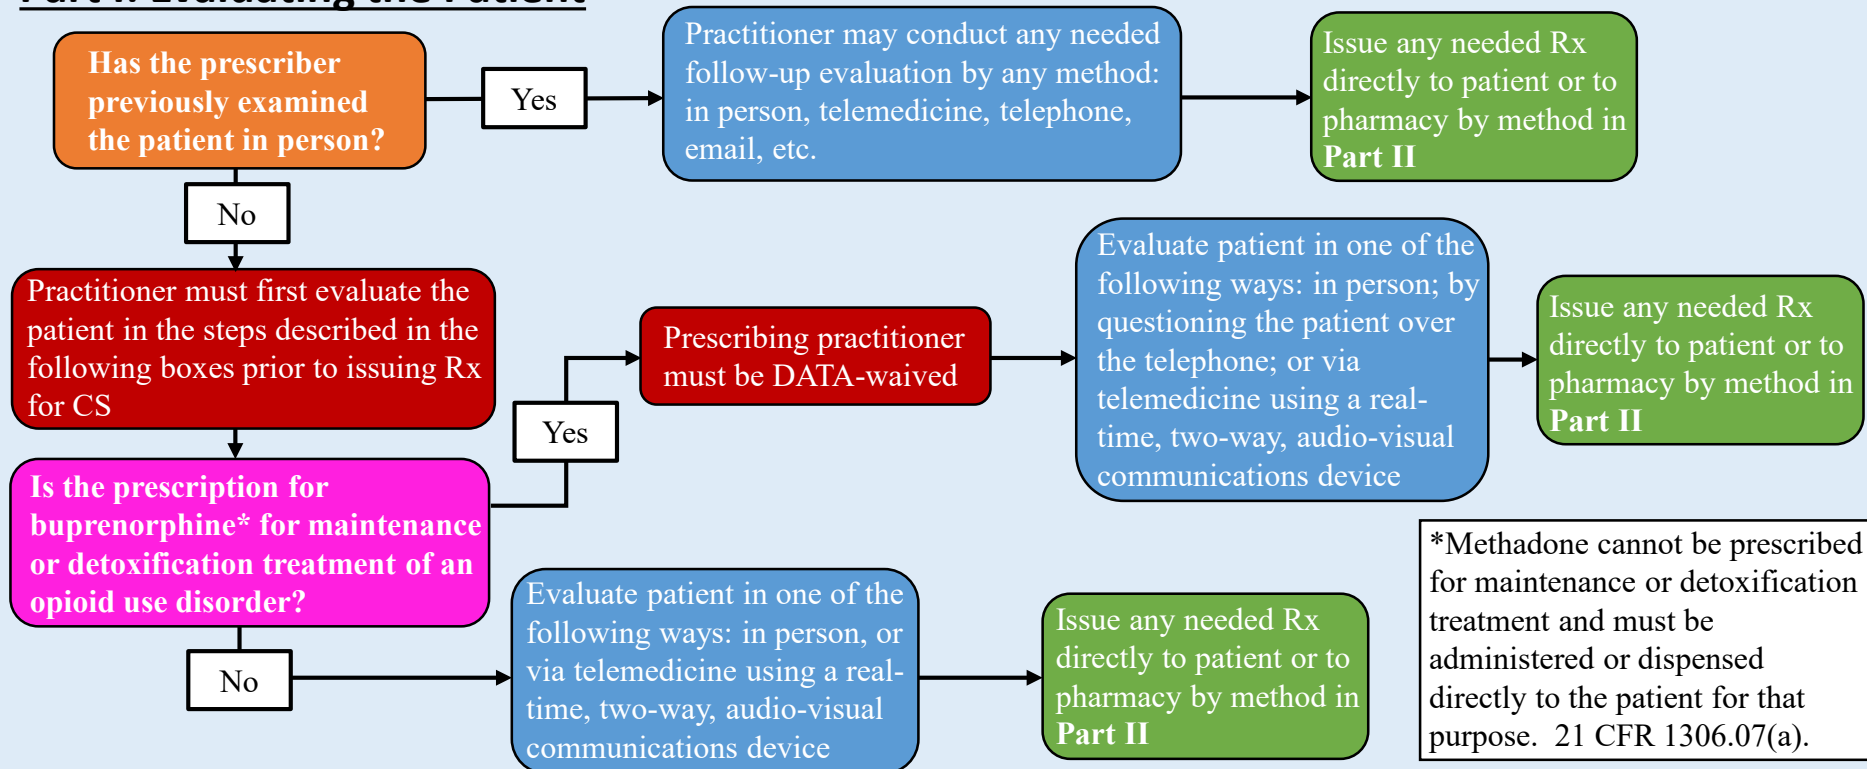 Part I: Evaluating the Patient
Has the prescriber
previously examined
the patient in person?
Yes
Practitioner may conduct any needed
follow-up evaluation by any method:
in person, telemedicine, telephone,
email, etc.
Issue any needed Rx
directly to patient or to
pharmacy by method in
Part II
No
Practitioner must first evaluate the
patient in the steps described in the
following boxes prior to issuing Rx
for CS
Is the prescription for
buprenorphine* for maintenance
or detoxification treatment of an
opioid use disorder?
Yes
Prescribing practitioner
must be DATA-waived
Evaluate patient in one of the
following ways: in person; by
questioning the patient over
the telephone; or via
telemedicine using a real-
time, two-way, audio-visual
communications device
Issue any needed Rx
directly to patient or to
pharmacy by method in
Part II
No
Evaluate patient in one of the
following ways: in person, or
via telemedicine using a real-
time, two-way, audio-visual
communications device
Issue any needed Rx
directly to patient or to
pharmacy by method in
Part II
*Methadone cannot be prescribed
for maintenance or detoxification
treatment and must be
administered or dispensed
directly to the patient for that
purpose.  21 CFR 1306.07(a).